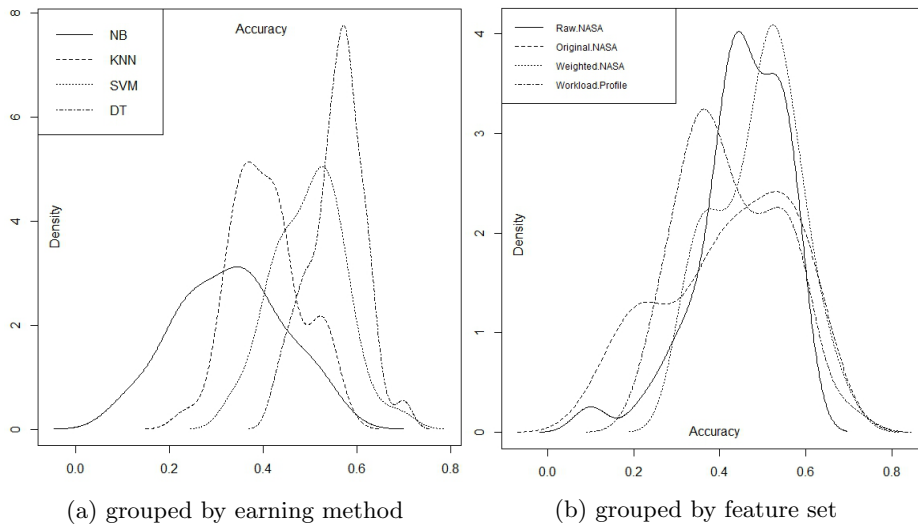 NB
KNN
SVM
DT
Accuracy
Density
0
2
4
6
8
0.0 0.2 0.4 0.6 0.8
(a) grouped by earning method
Raw.NASA
Original.NASA
Weighted.NASA
Workload.Profile
Density
Accuracy
0
1
2
3
4
0.0 0.2 0.4 0.6 0.8
(b) grouped by feature set